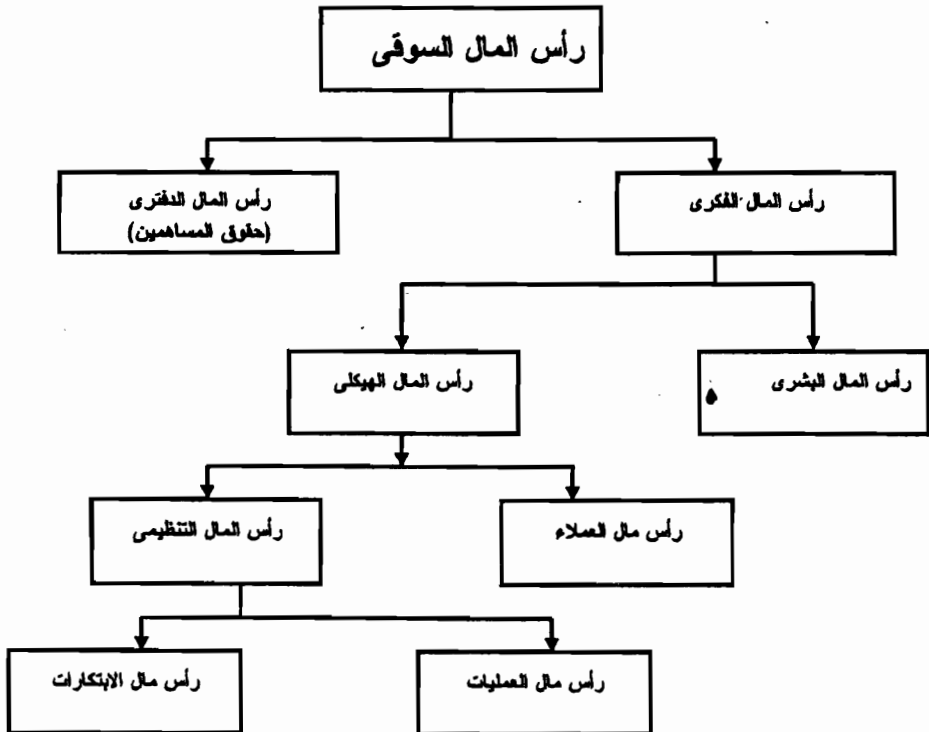 رأس المال السوقى
رأس المال الفكرى
رأس المال الدفترى
(حقوق المساهمين)
رأس المال البشرى
رأس المال الهيكلى
رأس مال العملاء
رأس المال التنظيمى
رأس مال العمليات
رأس مال الابتكارات